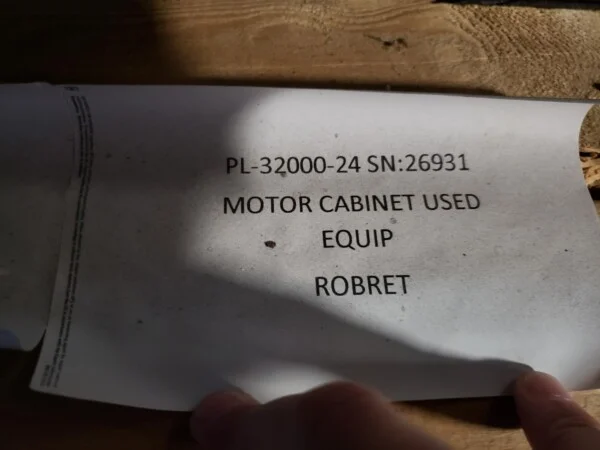 PL-32000-24 SN:26931
MOTOR CABINET USED
EQUIP
ROBRET